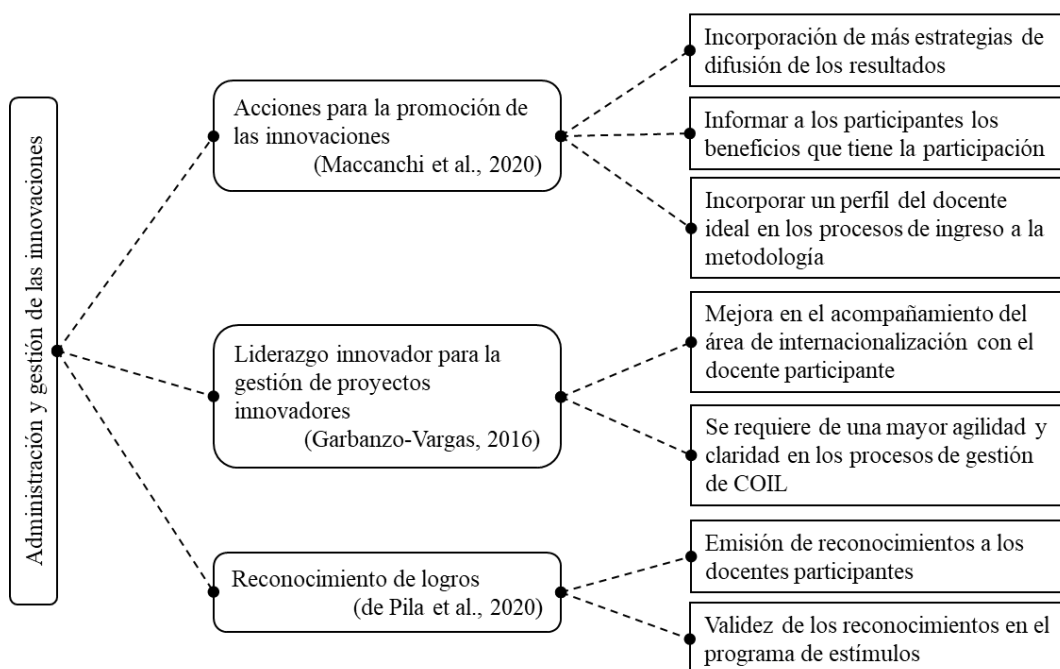 Administración y gestión de las innovaciones
Acciones para la promoción de
las innovaciones
(Maccanchi et al., 2020)
Incorporación de más estrategias de
difusión de los resultados
Informar a los participantes los
beneficios que tiene la participación
Incorporar un perfil del docente
ideal en los procesos de ingreso a la
metodología
Liderazgo innovador para la
gestión de proyectos
innovadores
(Garbanzo-Vargas, 2016)
Mejora en el acompañamiento del
área de internacionalización con el
docente participante
Se requiere de una mayor agilidad y
claridad en los procesos de gestión
de COIL
Reconocimiento de logros
(de Pila et al., 2020)
Emisión de reconocimientos a los
docentes participantes
Validez de los reconocimientos en el
programa de estímulos